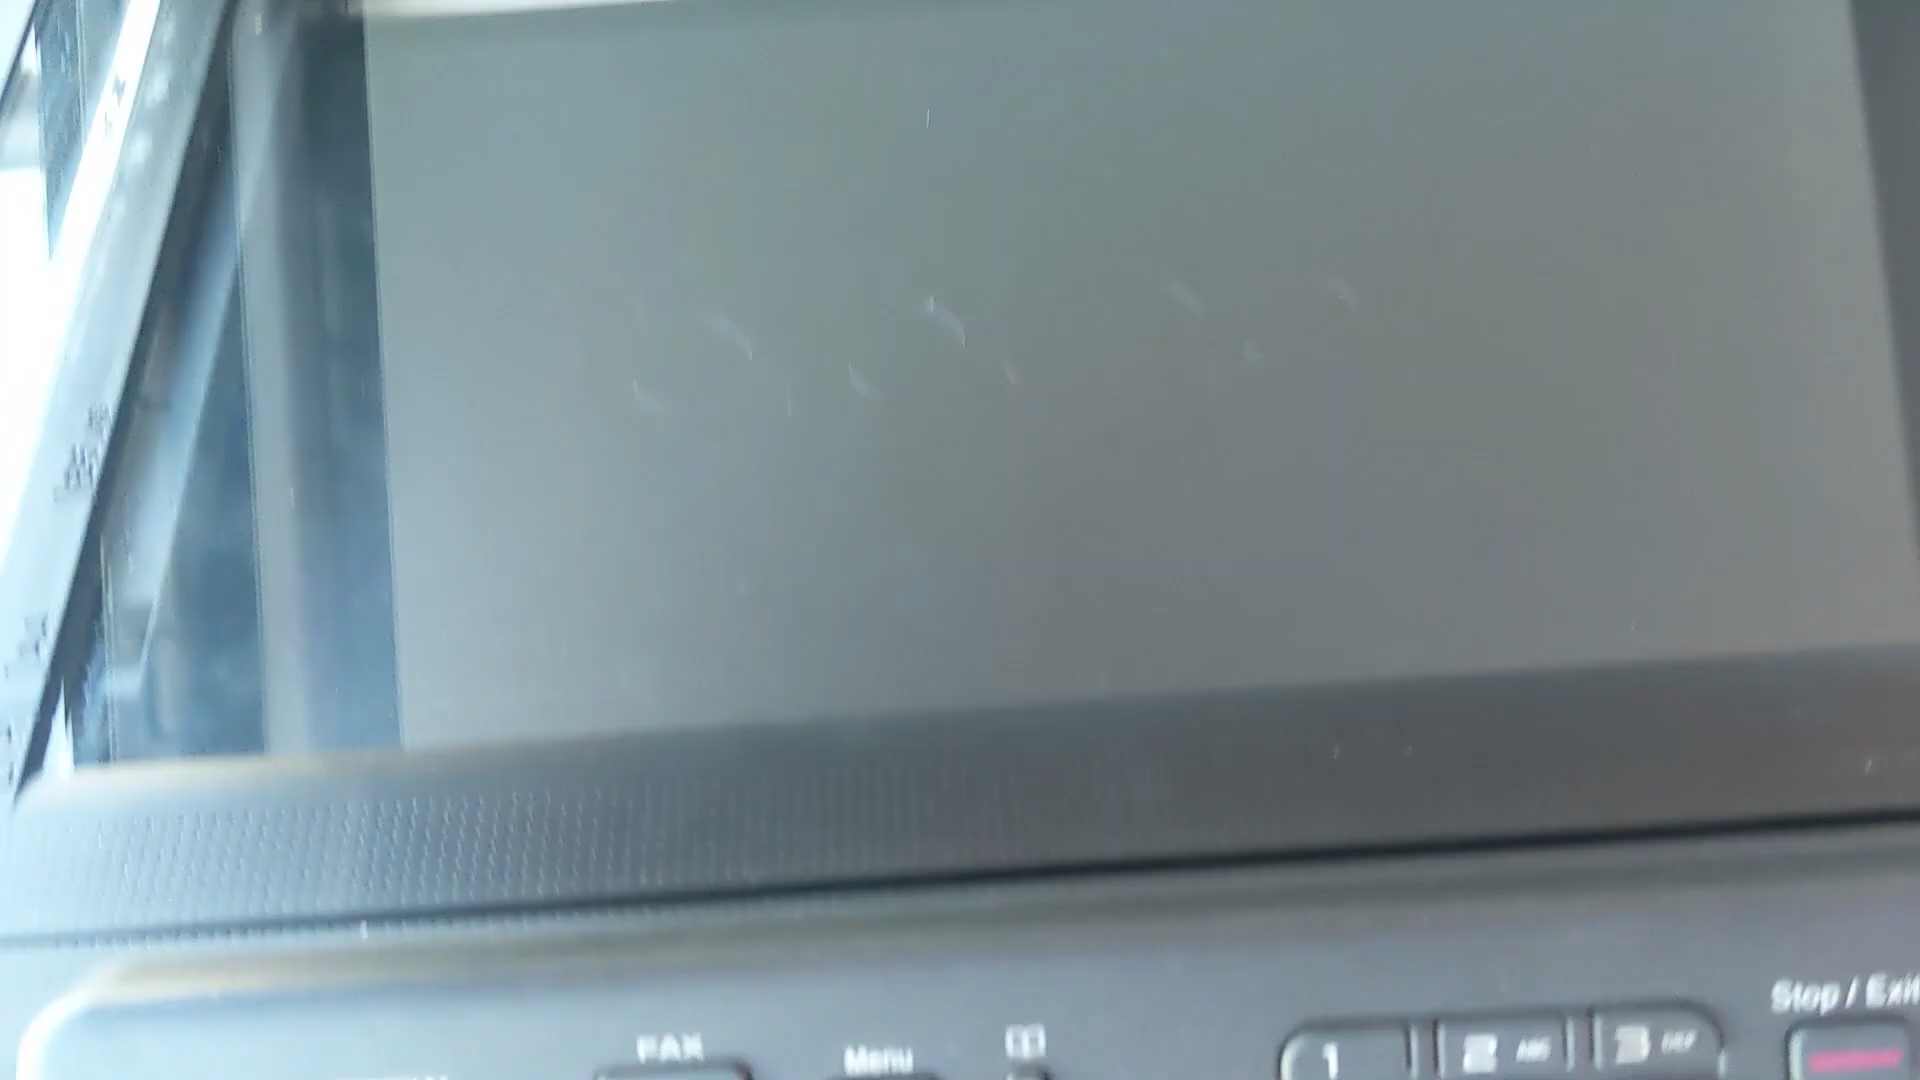 Stop / Exit
FAX
Menu
1
2 ABC
3 DEF